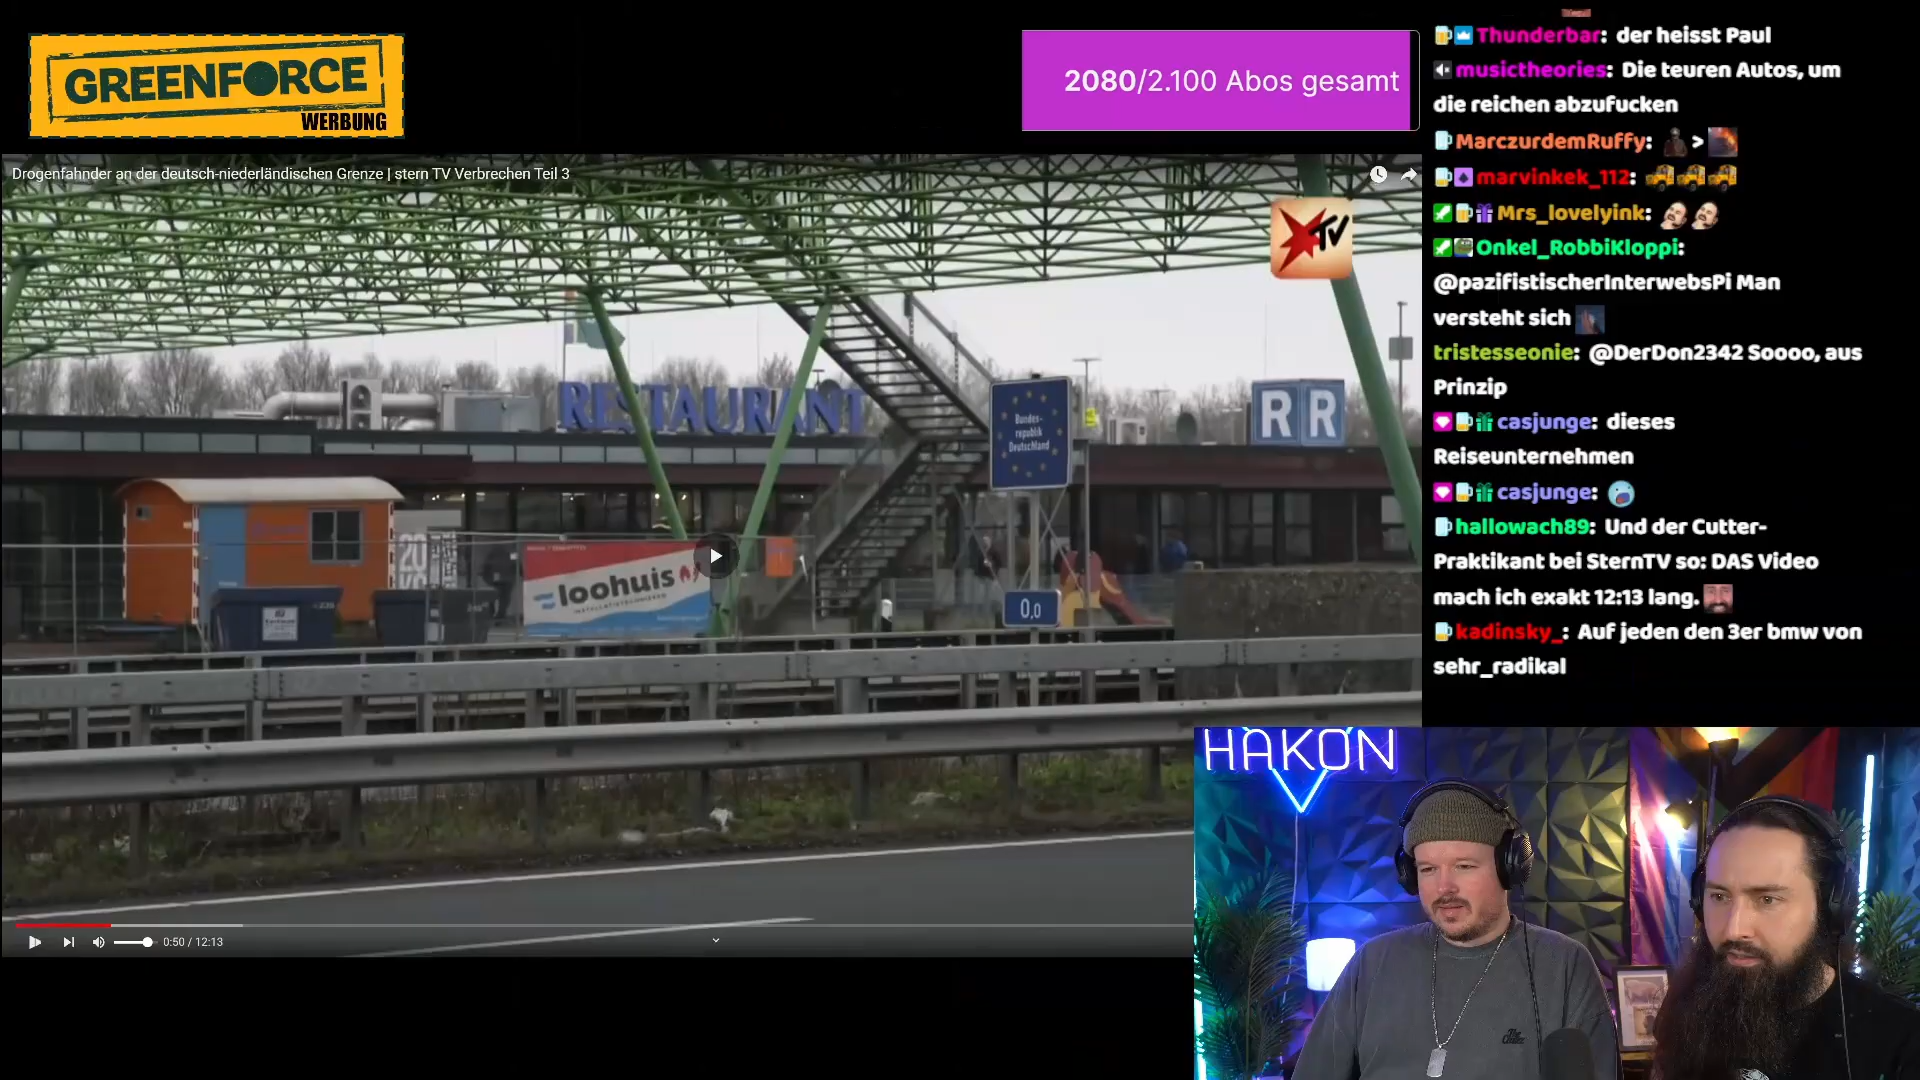 GREENFORCE
WERBUNG
2080/2.100 Abos gesamt
Drogenfahnder an der deutsch-niederländischen Grenze | stern TV Verbrechen Teil 3
TV
RESTAURANT
Bundes-
republik
Deutschland
R R
loohuis
0,0
0:50 / 12:13
Thunderbar: der heisst Paul
musictheories: Die teuren Autos, um
die reichen abzufucken
MarczurdemRuffy: >
marvinkek_112:
Mrs_lovelyink:
Onkel_RobbiKloppi:
@pazifistischerInterwebsPi Man
versteht sich
tristesseonie: @DerDon2342 Soooo, aus
Prinzip
casjunge: dieses
Reiseunternehmen
casjunge:
hallowach89: Und der Cutter-
Praktikant bei SternTV so: DAS Video
mach ich exakt 12:13 lang.
kadinsky_: Auf jeden den 3er bmw von
sehr_radikal
HAKON